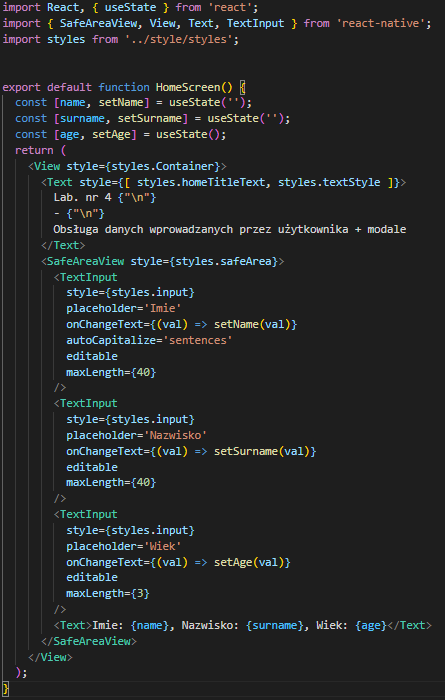 import React, { useState } from 'react';
import { SafeAreaView, View, Text, TextInput } from 'react-native';
import styles from '../style/styles';


export default function HomeScreen() {
  const [name, setName] = useState('');
  const [surname, setSurname] = useState('');
  const [age, setAge] = useState();
  return (
    <View style={styles.Container}>
      <Text style={[ styles.homeTitleText, styles.textStyle ]}>
        Lab. nr 4 {"\n"}
        - {"\n"}
        Obsługa danych wprowadzanych przez użytkownika + modale
      </Text>
      <SafeAreaView style={styles.safeArea}>
        <TextInput
          style={styles.input}
          placeholder='Imie'
          onChangeText={(val) => setName(val)}
          autoCapitalize='sentences'
          editable
          maxLength={40}
        />
        <TextInput
          style={styles.input}
          placeholder='Nazwisko'
          onChangeText={(val) => setSurname(val)}
          editable
          maxLength={40}
        />
        <TextInput
          style={styles.input}
          placeholder='Wiek'
          onChangeText={(val) => setAge(val)}
          editable
          maxLength={3}
        />
        <Text>Imie: {name}, Nazwisko: {surname}, Wiek: {age}</Text>
      </SafeAreaView>
    </View>
  );
}